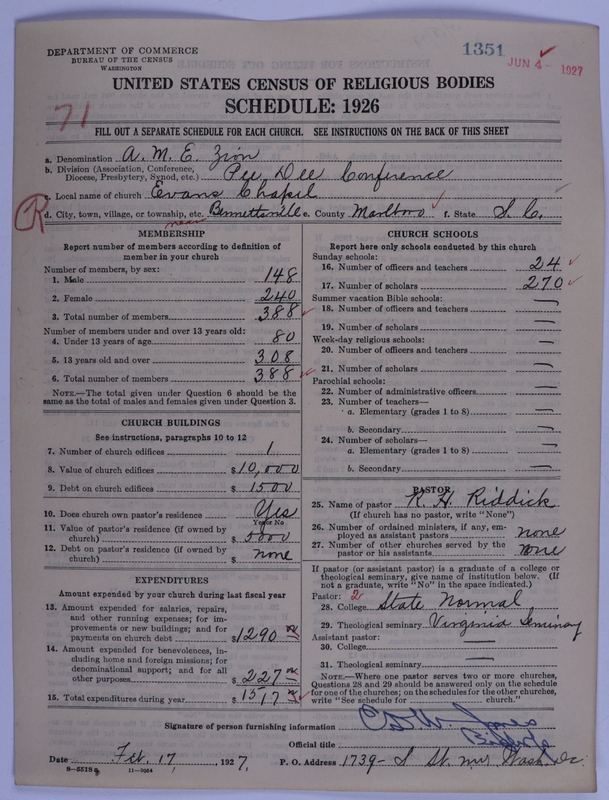 DEPARTMENT OF COMMERCE
BUREAU OF THE CENSUS
WASHINGTON
1351
JUN 4 - 1927
UNITED STATES CENSUS OF RELIGIOUS BODIES
SCHEDULE: 1926
71
FILL OUT A SEPARATE SCHEDULE FOR EACH CHURCH. SEE INSTRUCTIONS ON THE BACK OF THIS SHEET
a. Denomination A. M. E. Zion
b. Division (Association, Conference, Diocese, Presbytery, Synod, etc.) Pee Dee Conference
c. Local name of church Evans Chapel
R
d. City, town, village, or township, etc. near Bennettsville e. County Marlboro f. State S. C.
MEMBERSHIP
Report number of members according to definition of
member in your church
Number of members, by sex:
1. Male 148
2. Female 240
3. Total number of members 388
Number of members under and over 13 years old:
4. Under 13 years of age 80
5. 13 years old and over 308
6. Total number of members 388
NOTE.—The total given under Question 6 should be the
same as the total of males and females given under Question 3.
CHURCH BUILDINGS
See instructions, paragraphs 10 to 12
7. Number of church edifices 1
8. Value of church edifices $10,000
9. Debt on church edifices $ 1500
10. Does church own pastor's residence Yes
Yes or No
11. Value of pastor's residence (if owned by
church) $ 5000
12. Debt on pastor's residence (if owned by
church) $ none
EXPENDITURES
Amount expended by your church during last fiscal year
13. Amount expended for salaries, repairs,
and other running expenses; for im-
provements or new buildings; and for
payments on church debt $1290
14. Amount expended for benevolences, in-
cluding home and foreign missions; for
denominational support; and for all
other purposes $ 227
15. Total expenditures during year $ 1517
CHURCH SCHOOLS
Report here only schools conducted by this church
Sunday schools:
16. Number of officers and teachers 24
17. Number of scholars 270
Summer vacation Bible schools:
18. Number of officers and teachers —
19. Number of scholars —
Week-day religious schools:
20. Number of officers and teachers —
21. Number of scholars —
Parochial schools:
22. Number of administrative officers —
23. Number of teachers—
a. Elementary (grades 1 to 8) —
b. Secondary —
24. Number of scholars—
a. Elementary (grades 1 to 8) —
b. Secondary —
PASTOR
25. Name of pastor R. H. Riddick
(If church has no pastor, write "None")
26. Number of ordained ministers, if any, em-
ployed as assistant pastors none
27. Number of other churches served by the
pastor or his assistants none
If pastor (or assistant pastor) is a graduate of a college or
theological seminary, give name of institution below. (If
not a graduate, write "No" in the space indicated.)
Pastor: 2
28. College State Normal
29. Theological seminary Virginia Seminay
Assistant pastor:
30. College —
31. Theological seminary —
NOTE.—Where one pastor serves two or more churches,
Questions 28 and 29 should be answered only on the schedule
for one of the churches; on the schedules for the other churches,
write "See schedule for church."
Signature of person furnishing information Jones
Official title
Date Feb. 17, 1927. P. O. Address 1739- S St. nw Wash. Dc
8-5518a 11-9054